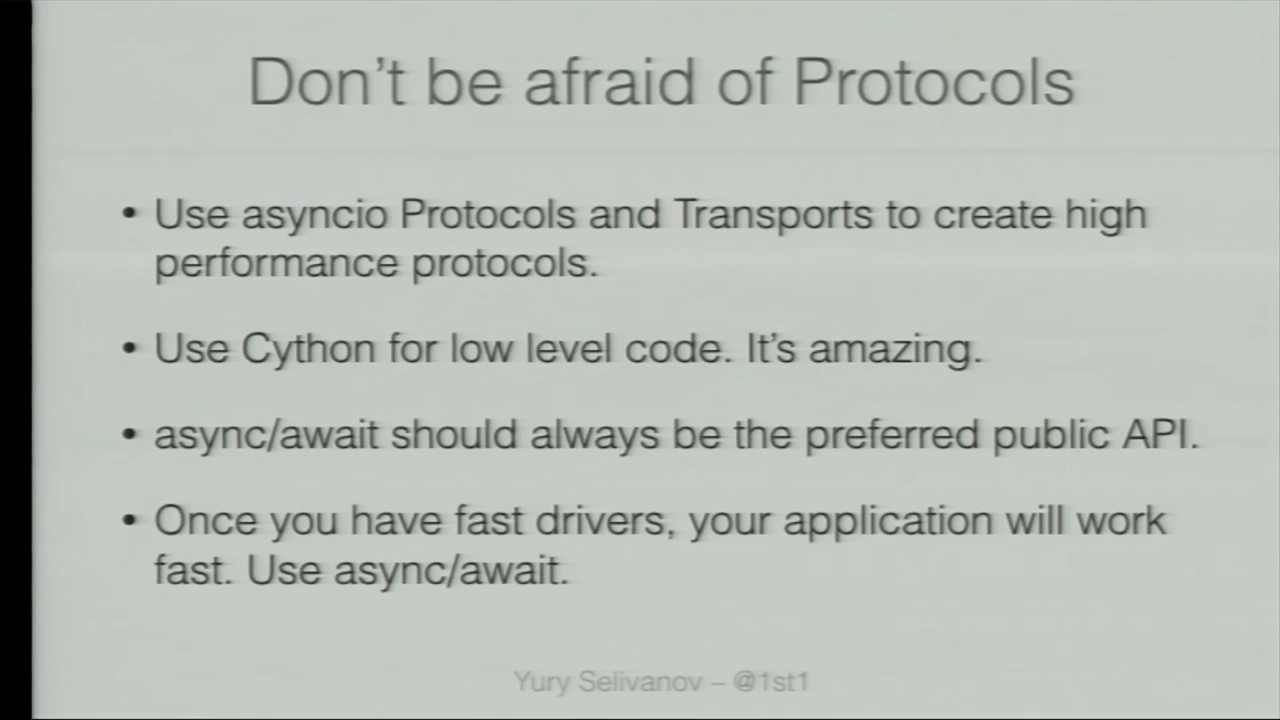 Don't be afraid of Protocols
• Use asyncio Protocols and Transports to create high
performance protocols.
• Use Cython for low level code. It's amazing.
• async/await should always be the preferred public API.
• Once you have fast drivers, your application will work
fast. Use async/await.
Yury Selivanov – @1st1